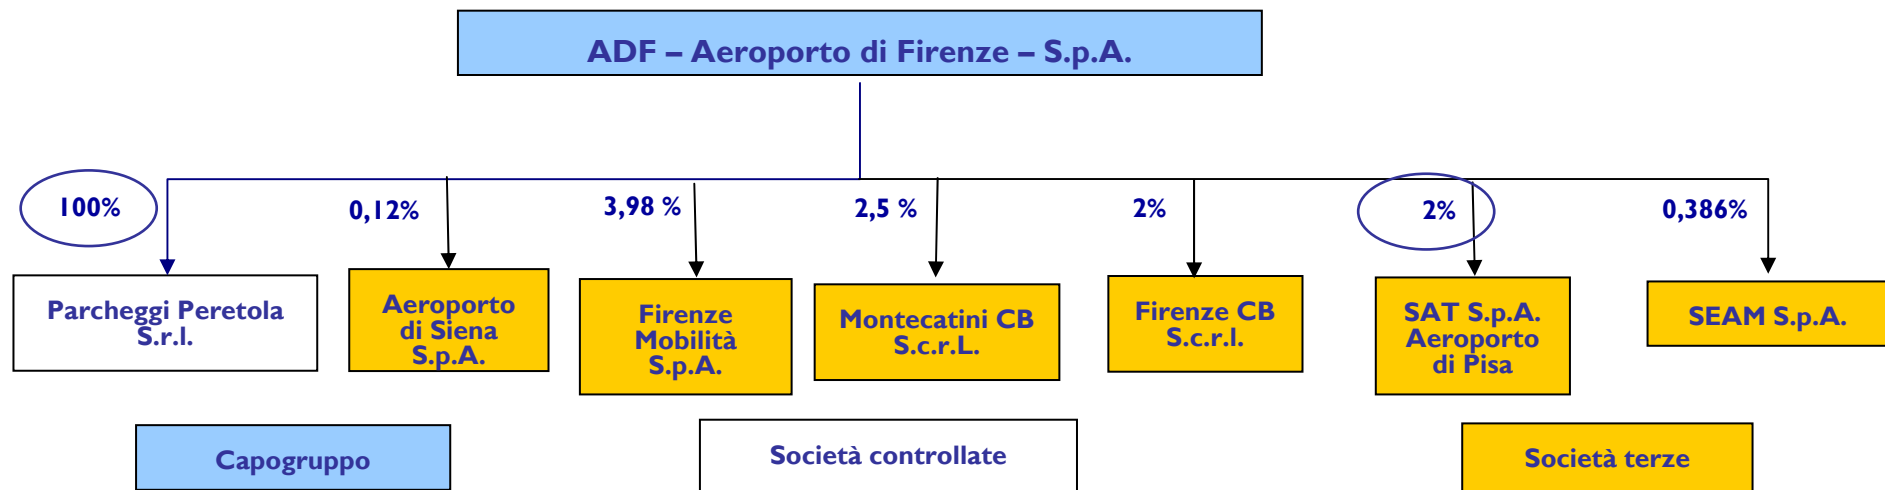 ADF – Aeroporto di Firenze – S.p.A.
100%
0,12%
3,98 %
2,5 %
2%
2%
0,386%
Parcheggi Peretola
S.r.l.
Aeroporto
di Siena
S.p.A.
Firenze
Mobilità
S.p.A.
Montecatini CB
S.c.r.L.
Firenze CB
S.c.r.l.
SAT S.p.A.
Aeroporto
di Pisa
SEAM S.p.A.
Capogruppo
Società controllate
Società terze